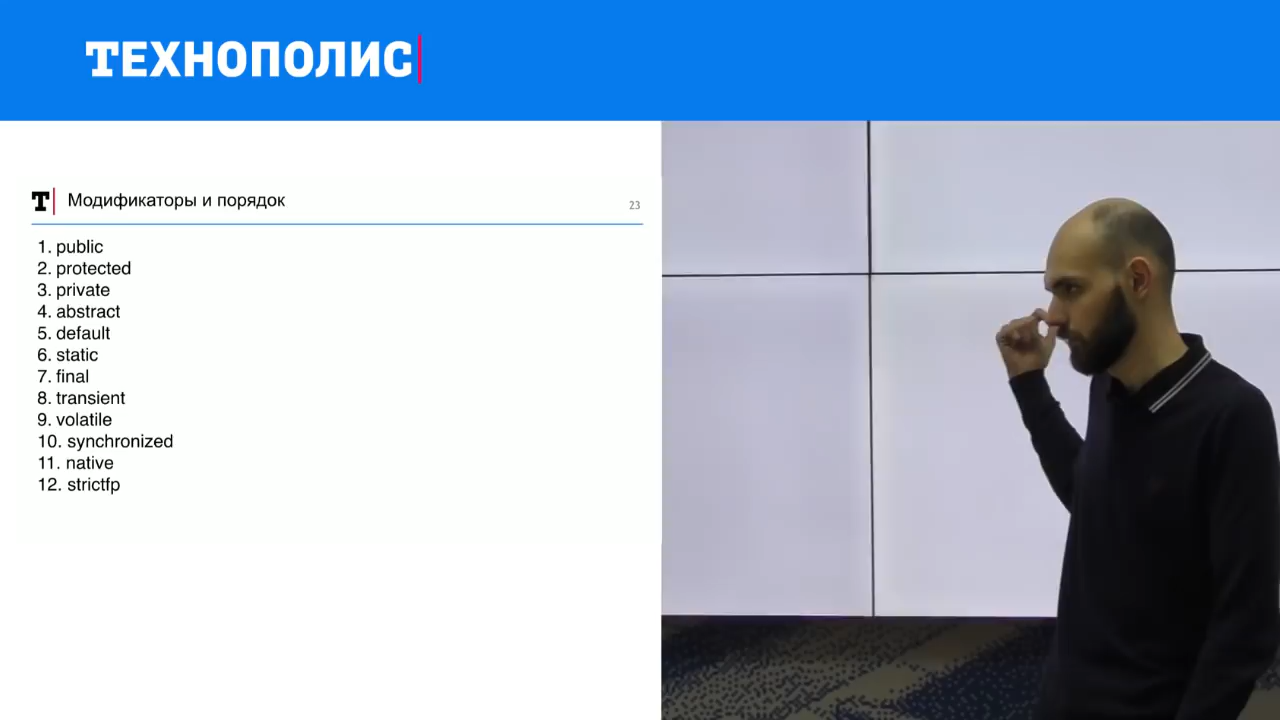 ТЕХНОПОЛИС
Т Модификаторы и порядок 23
1. public
2. protected
3. private
4. abstract
5. default
6. static
7. final
8. transient
9. volatile
10. synchronized
11. native
12. strictfp